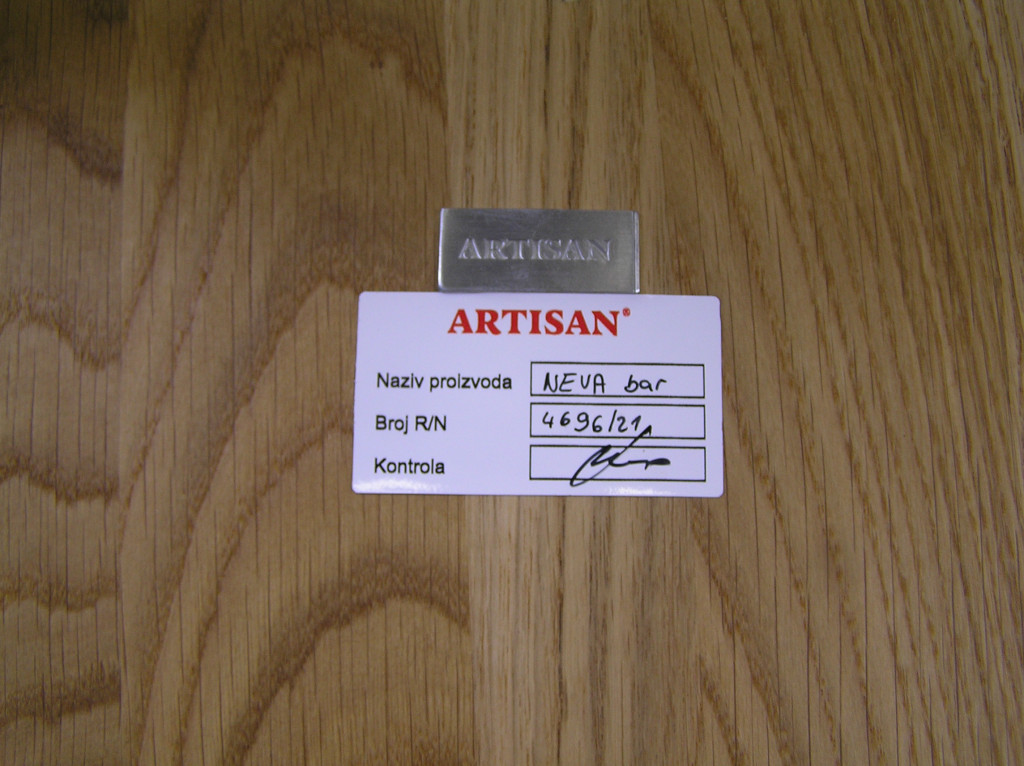 ARTISAN
ARTISAN®
Naziv proizvoda NEVA bar
Broj R/N 4696/21
Kontrola